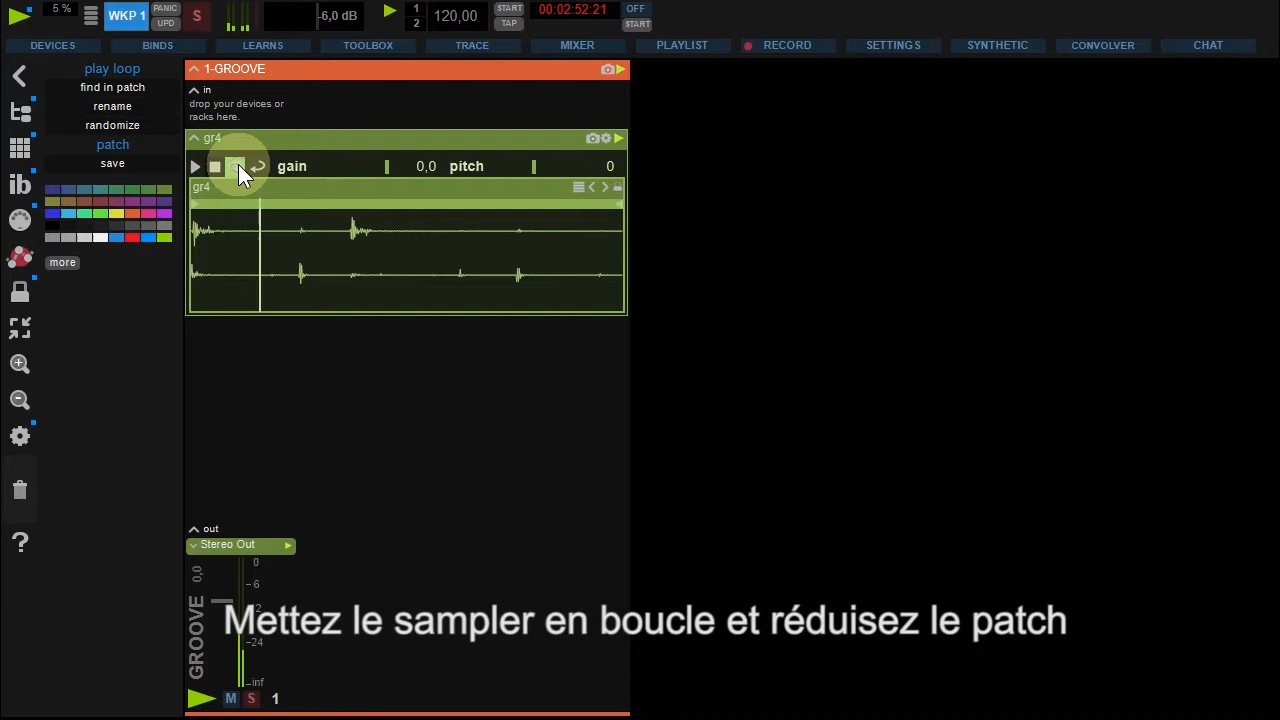 5 %
WKP 1
PANIC
UPD
S
-6,0 dB
1
2
120,00
START
TAP
00:02:52:21
OFF
START
DEVICES
BINDS
LEARNS
TOOLBOX
TRACE
MIXER
PLAYLIST
RECORD
SETTINGS
SYNTHETIC
CONVOLVER
CHAT
play loop
find in patch
rename
randomize
patch
save
more
ib
?
1-GROOVE
in
drop your devices or
racks here.
gr4
gain
0,0
pitch
0
gr4
out
Stereo Out
0
-6
-24
-inf
0,0
GROOVE
M
S
1
Mettez le sampler en boucle et réduisez le patch